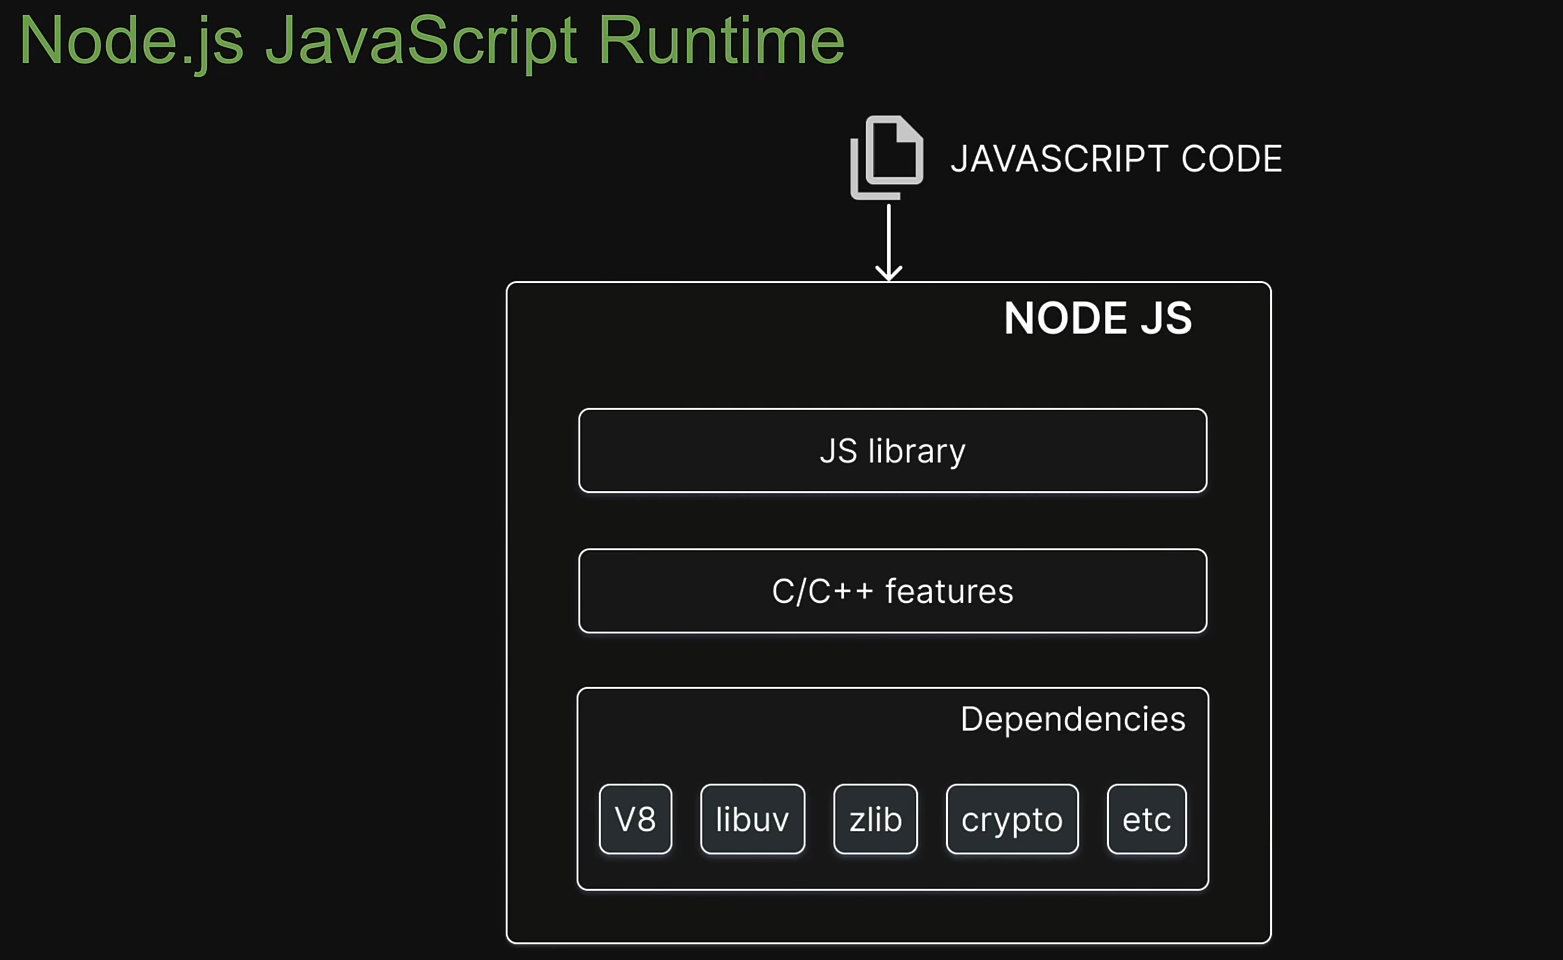 Node.js JavaScript Runtime
JAVASCRIPT CODE
NODE JS
JS library
C/C++ features
Dependencies
V8 libuv zlib crypto etc